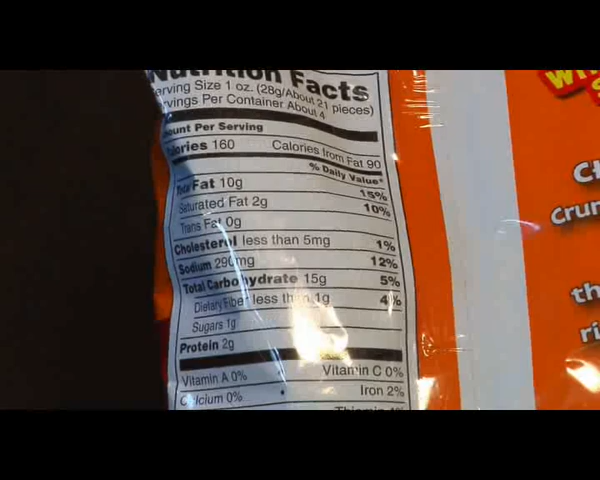 Nutrition Facts
Serving Size 1 oz. (28g/About 21 pieces)
Servings Per Container About 4
Amount Per Serving
Calories 160 Calories from Fat 90
% Daily Value*
Total Fat 10g 15%
Saturated Fat 2g 10%
Trans Fat 0g
Cholesterol less than 5mg 1%
Sodium 290mg 12%
Total Carbohydrate 15g 5%
Dietary Fiber less than 1g 4%
Sugars 1g
Protein 2g
Vitamin A 0% • Vitamin C 0%
Calcium 0% • Iron 2%
Crun
th
ri